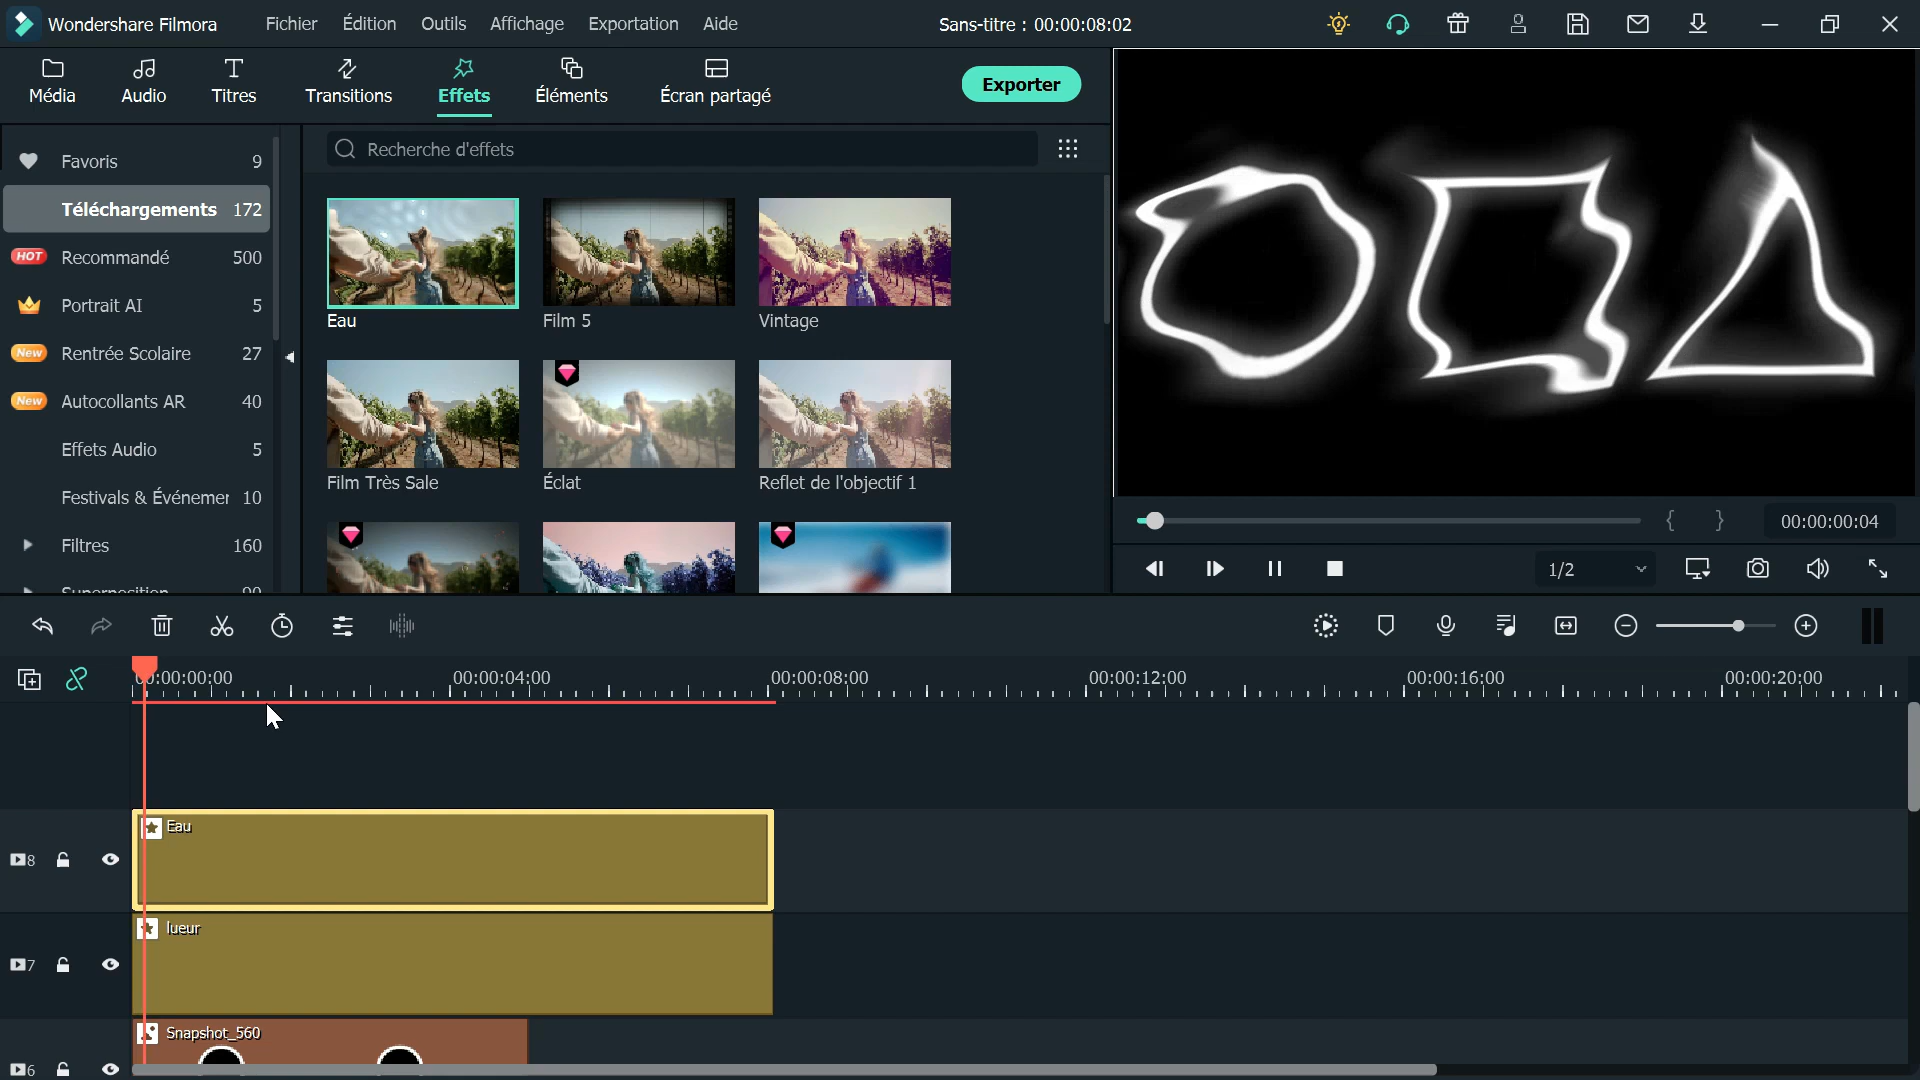 Wondershare Filmora
Fichier Édition Outils Affichage Exportation Aide
Sans-titre : 00:00:08:02
Média Audio Titres Transitions Effets Éléments Écran partagé
Exporter
Favoris 9
Téléchargements 172
HOT Recommandé 500
Portrait AI 5
New Rentrée Scolaire 27
New Autocollants AR 40
Effets Audio 5
Festivals & Événemer 10
Filtres 160
Recherche d'effets
Eau Film 5 Vintage
Film Très Sale Éclat Reflet de l'objectif 1
00:00:00:04
1/2
00:00:00:00 00:00:04:00 00:00:08:00 00:00:12:00 00:00:16:00 00:00:20:00
Eau
8
lueur
7
Snapshot_560
6